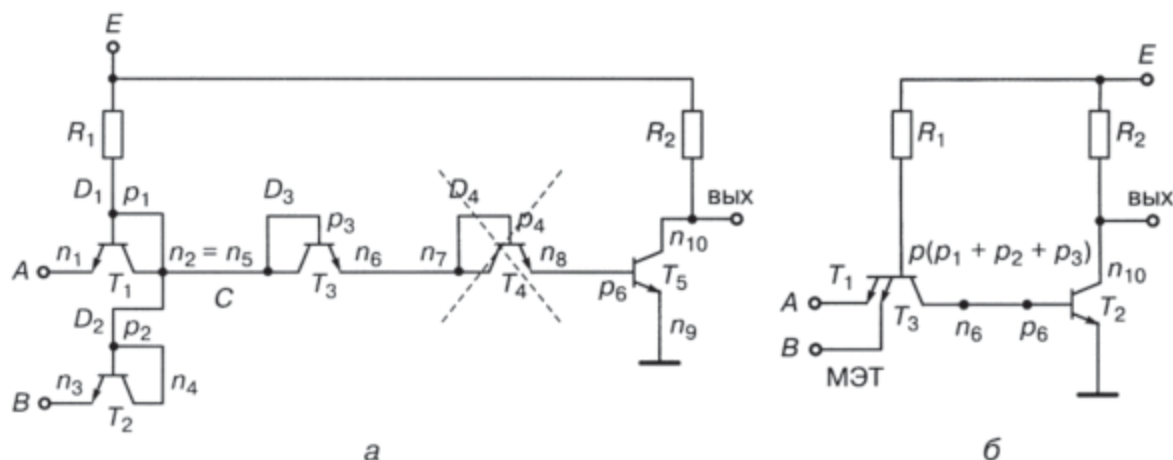 E
R₁
R₂
D₁ p₁
D₃
D₄
вых
p₃
p₄
n₁₀
n₁
n₂ = n₅
n₆
n₇
n₈
A
T₁
C
T₃
T₄
p₆
T₅
D₂
p₂
n₉
n₃
n₄
B
T₂
а
E
R₁
R₂
вых
T₁
p(p₁ + p₂ + p₃)
n₁₀
A
T₃
n₆
p₆
T₂
B
МЭТ
б